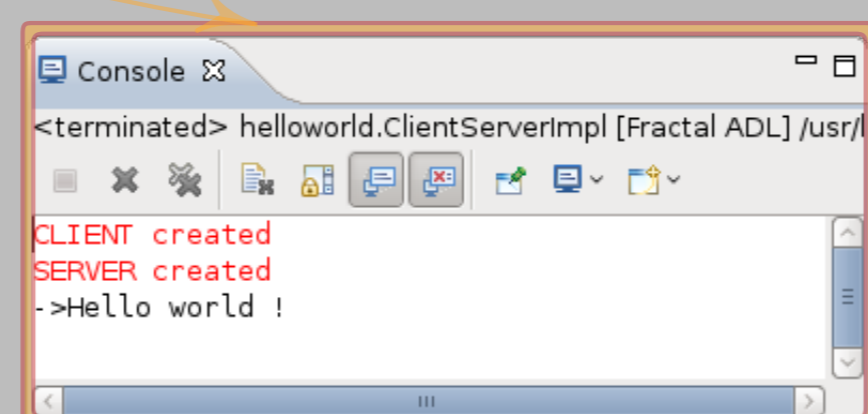 Console
<terminated> helloworld.ClientServerImpl [Fractal ADL] /usr/
CLIENT created
SERVER created
->Hello world !